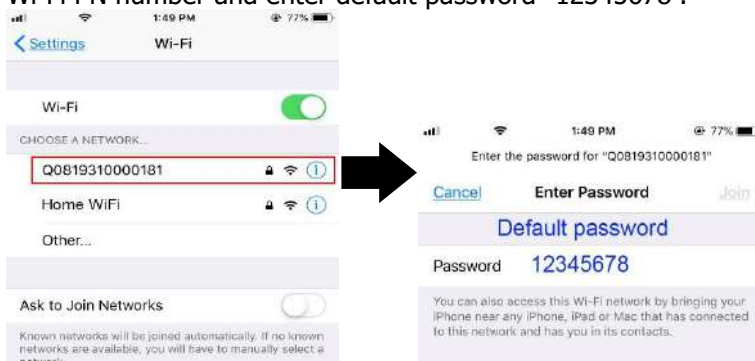 Wi-Fi PN number and enter default password "12345678".
1:49 PM
77%
Settings
Wi-Fi
Wi-Fi
CHOOSE A NETWORK...
Q0819310000181
Home WiFi
Other...
Ask to Join Networks
Known networks will be joined automatically. If no known
networks are available, you will have to manually select a
network.
1:49 PM
77%
Enter the password for "Q0819310000181"
Cancel
Enter Password
Join
Default password
Password
12345678
You can also access this Wi-Fi network by bringing your
iPhone near any iPhone, iPad or Mac that has connected
to this network and has you in its contacts.